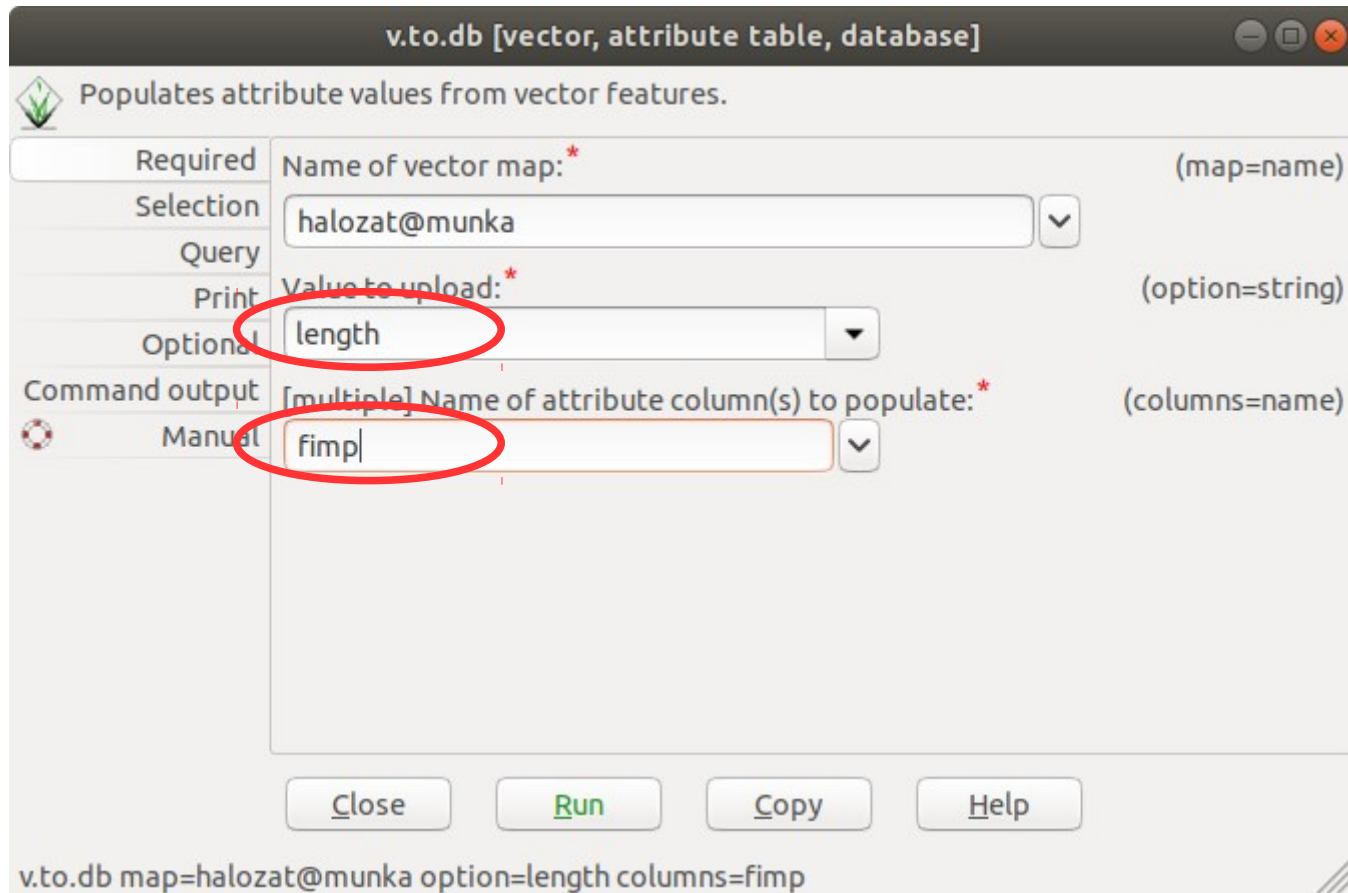 v.to.db [vector, attribute table, database]
Populates attribute values from vector features.
Required
Selection
Query
Print
Optional
Command output
Manual
Name of vector map:* (map=name)
halozat@munka
Value to upload:* (option=string)
length
[multiple] Name of attribute column(s) to populate:* (columns=name)
fimp
Close Run Copy Help
v.to.db map=halozat@munka option=length columns=fimp